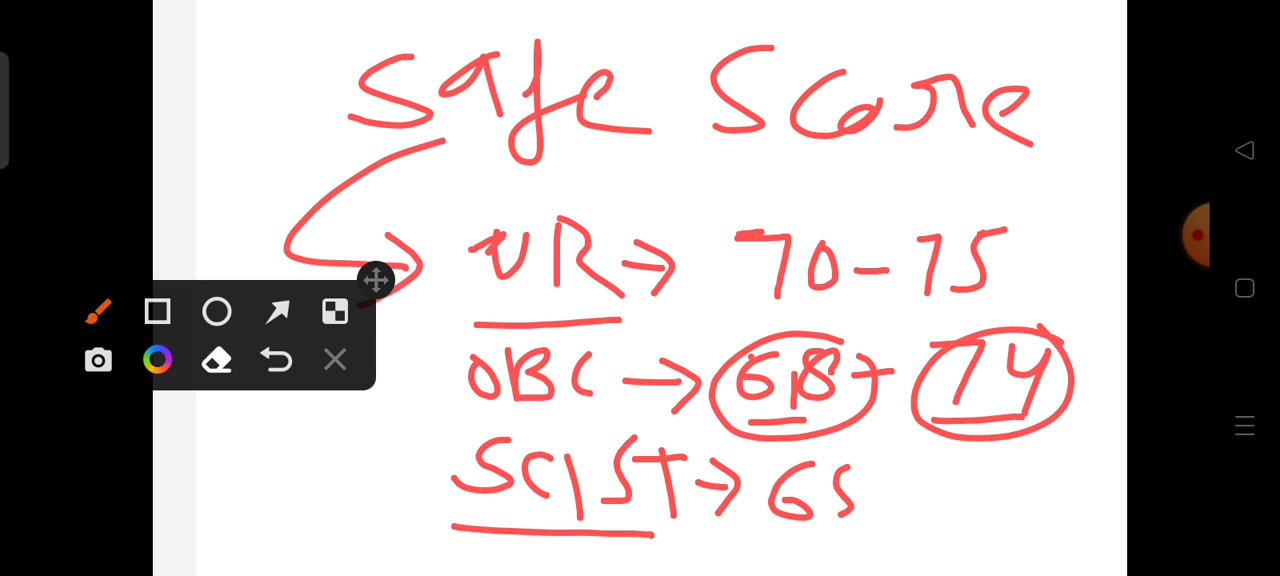 Safe Score
UR → 70-75
OBC → 68 - 74
SC/ST → 65